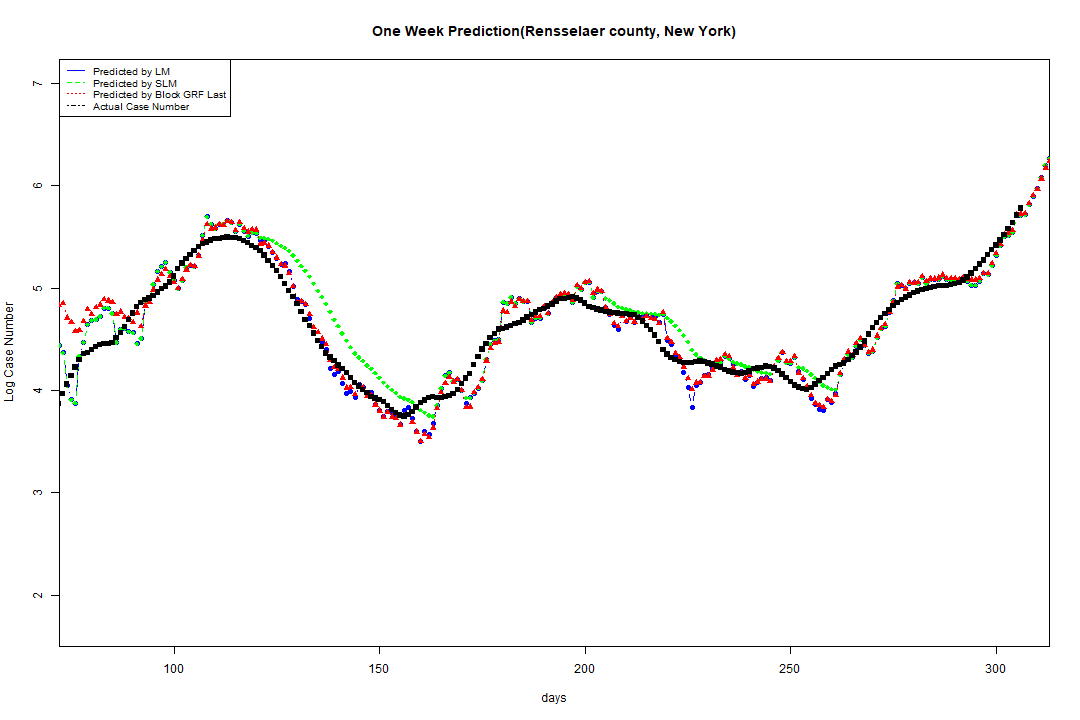 One Week Prediction(Rensselaer county, New York)
Predicted by LM
Predicted by SLM
Predicted by Block GRF Last
Actual Case Number
Log Case Number
7
6
5
4
3
2
100 150 200 250 300
days